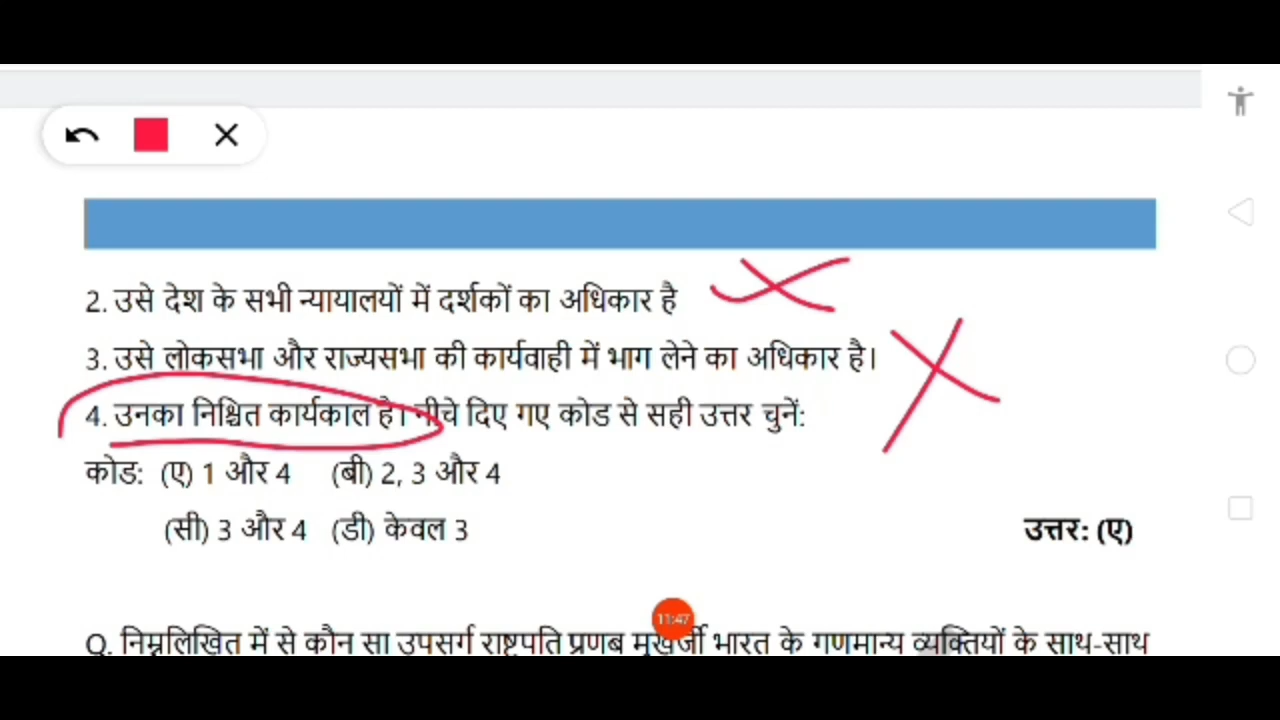 2. उसे देश के सभी न्यायालयों में दर्शकों का अधिकार है
3. उसे लोकसभा और राज्यसभा की कार्यवाही में भाग लेने का अधिकार है।
4. उनका निश्चित कार्यकाल है। नीचे दिए गए कोड से सही उत्तर चुनें:
कोड: (ए) 1 और 4 (बी) 2, 3 और 4
(सी) 3 और 4 (डी) केवल 3
उत्तर: (ए)
11:47
Q. निम्नलिखित में से कौन सा उपसर्ग राष्ट्रपति प्रणब मुखर्जी भारत के गणमान्य व्यक्तियों के साथ-साथ